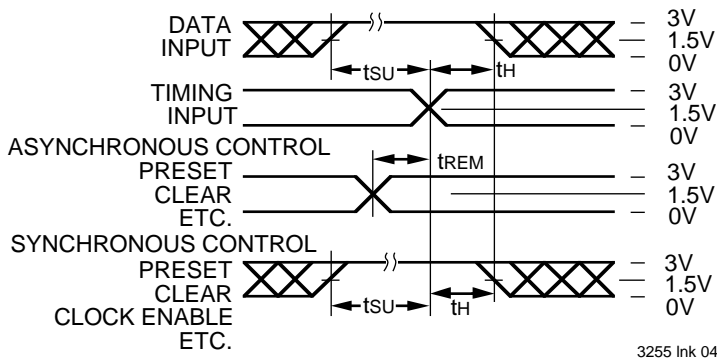 DATA
INPUT
3V
1.5V
0V
tSU
tH
TIMING
INPUT
3V
1.5V
0V
ASYNCHRONOUS CONTROL
PRESET
CLEAR
ETC.
tREM
3V
1.5V
0V
SYNCHRONOUS CONTROL
PRESET
CLEAR
CLOCK ENABLE
ETC.
tSU
tH
3V
1.5V
0V
3255 lnk 04